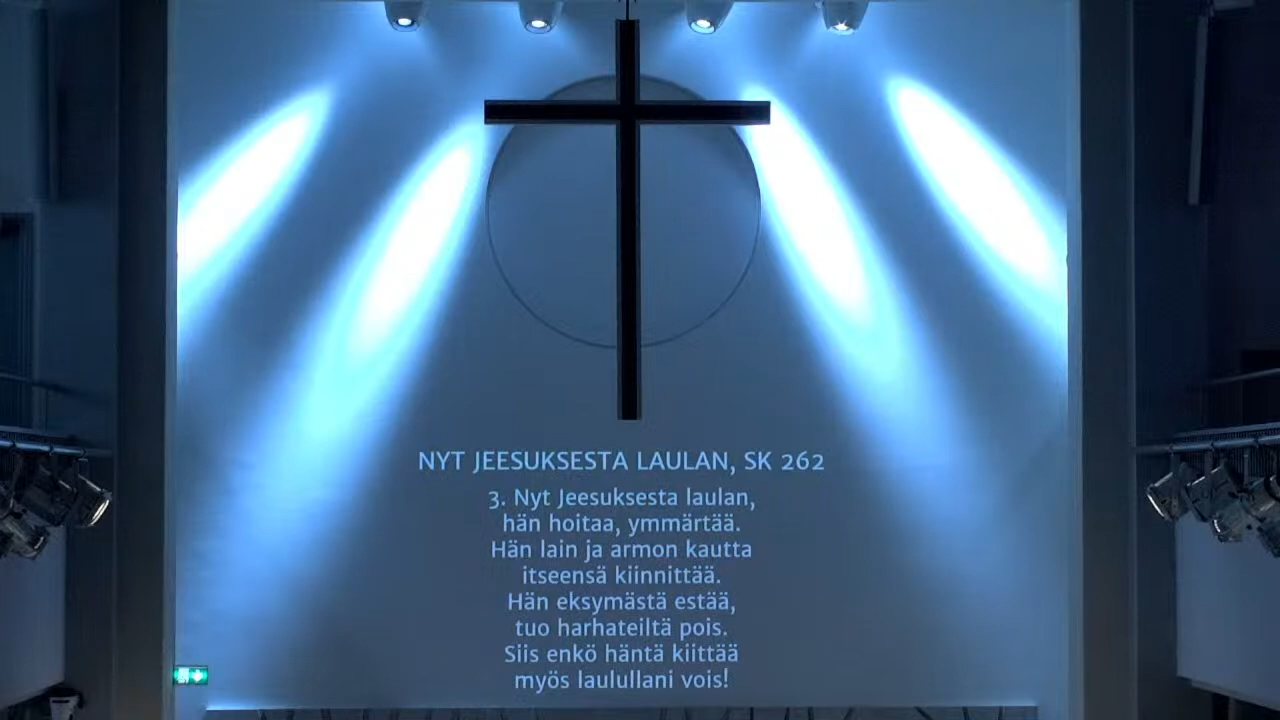 NYT JEESUKSESTA LAULAN, SK 262
3. Nyt Jeesuksesta laulan,
hän hoitaa, ymmärtää.
Hän lain ja armon kautta
itseensä kiinnittää.
Hän eksymästä estää,
tuo harhateiltä pois.
Siis enkö häntä kiittää
myös laulullani vois!